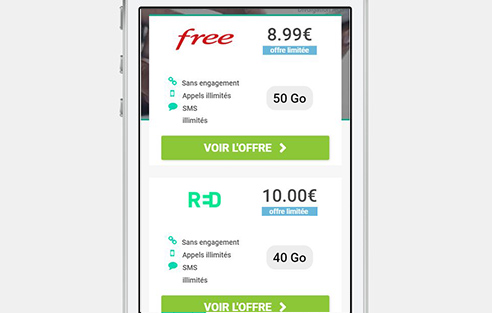 free
8.99€
offre limitée
Sans engagement
Appels illimités
SMS
illimités
50 Go
VOIR L'OFFRE
RED
10.00€
offre limitée
Sans engagement
Appels illimités
SMS
illimités
40 Go
VOIR L'OFFRE